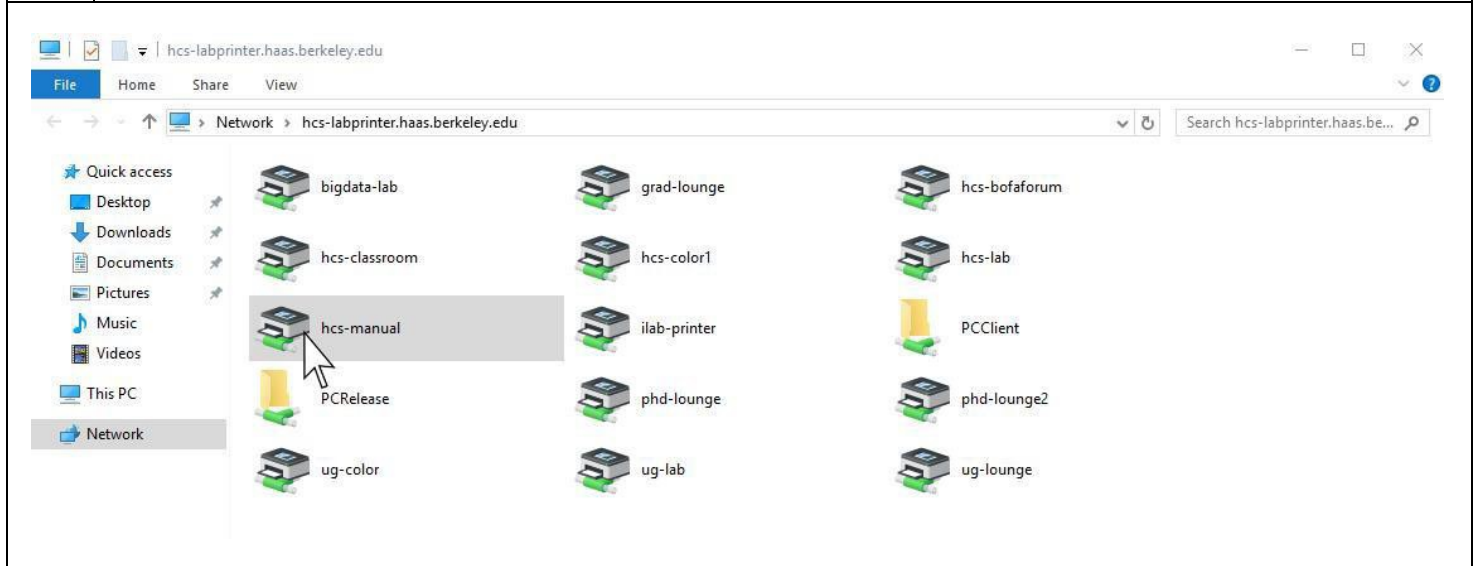 hcs-labprinter.haas.berkeley.edu
File Home Share View
Network > hcs-labprinter.haas.berkeley.edu Search hcs-labprinter.haas.be...
Quick access
Desktop
Downloads
Documents
Pictures
Music
Videos
This PC
Network
bigdata-lab grad-lounge hcs-bofaforum
hcs-classroom hcs-color1 hcs-lab
hcs-manual ilab-printer PCClient
PCRelease phd-lounge phd-lounge2
ug-color ug-lab ug-lounge